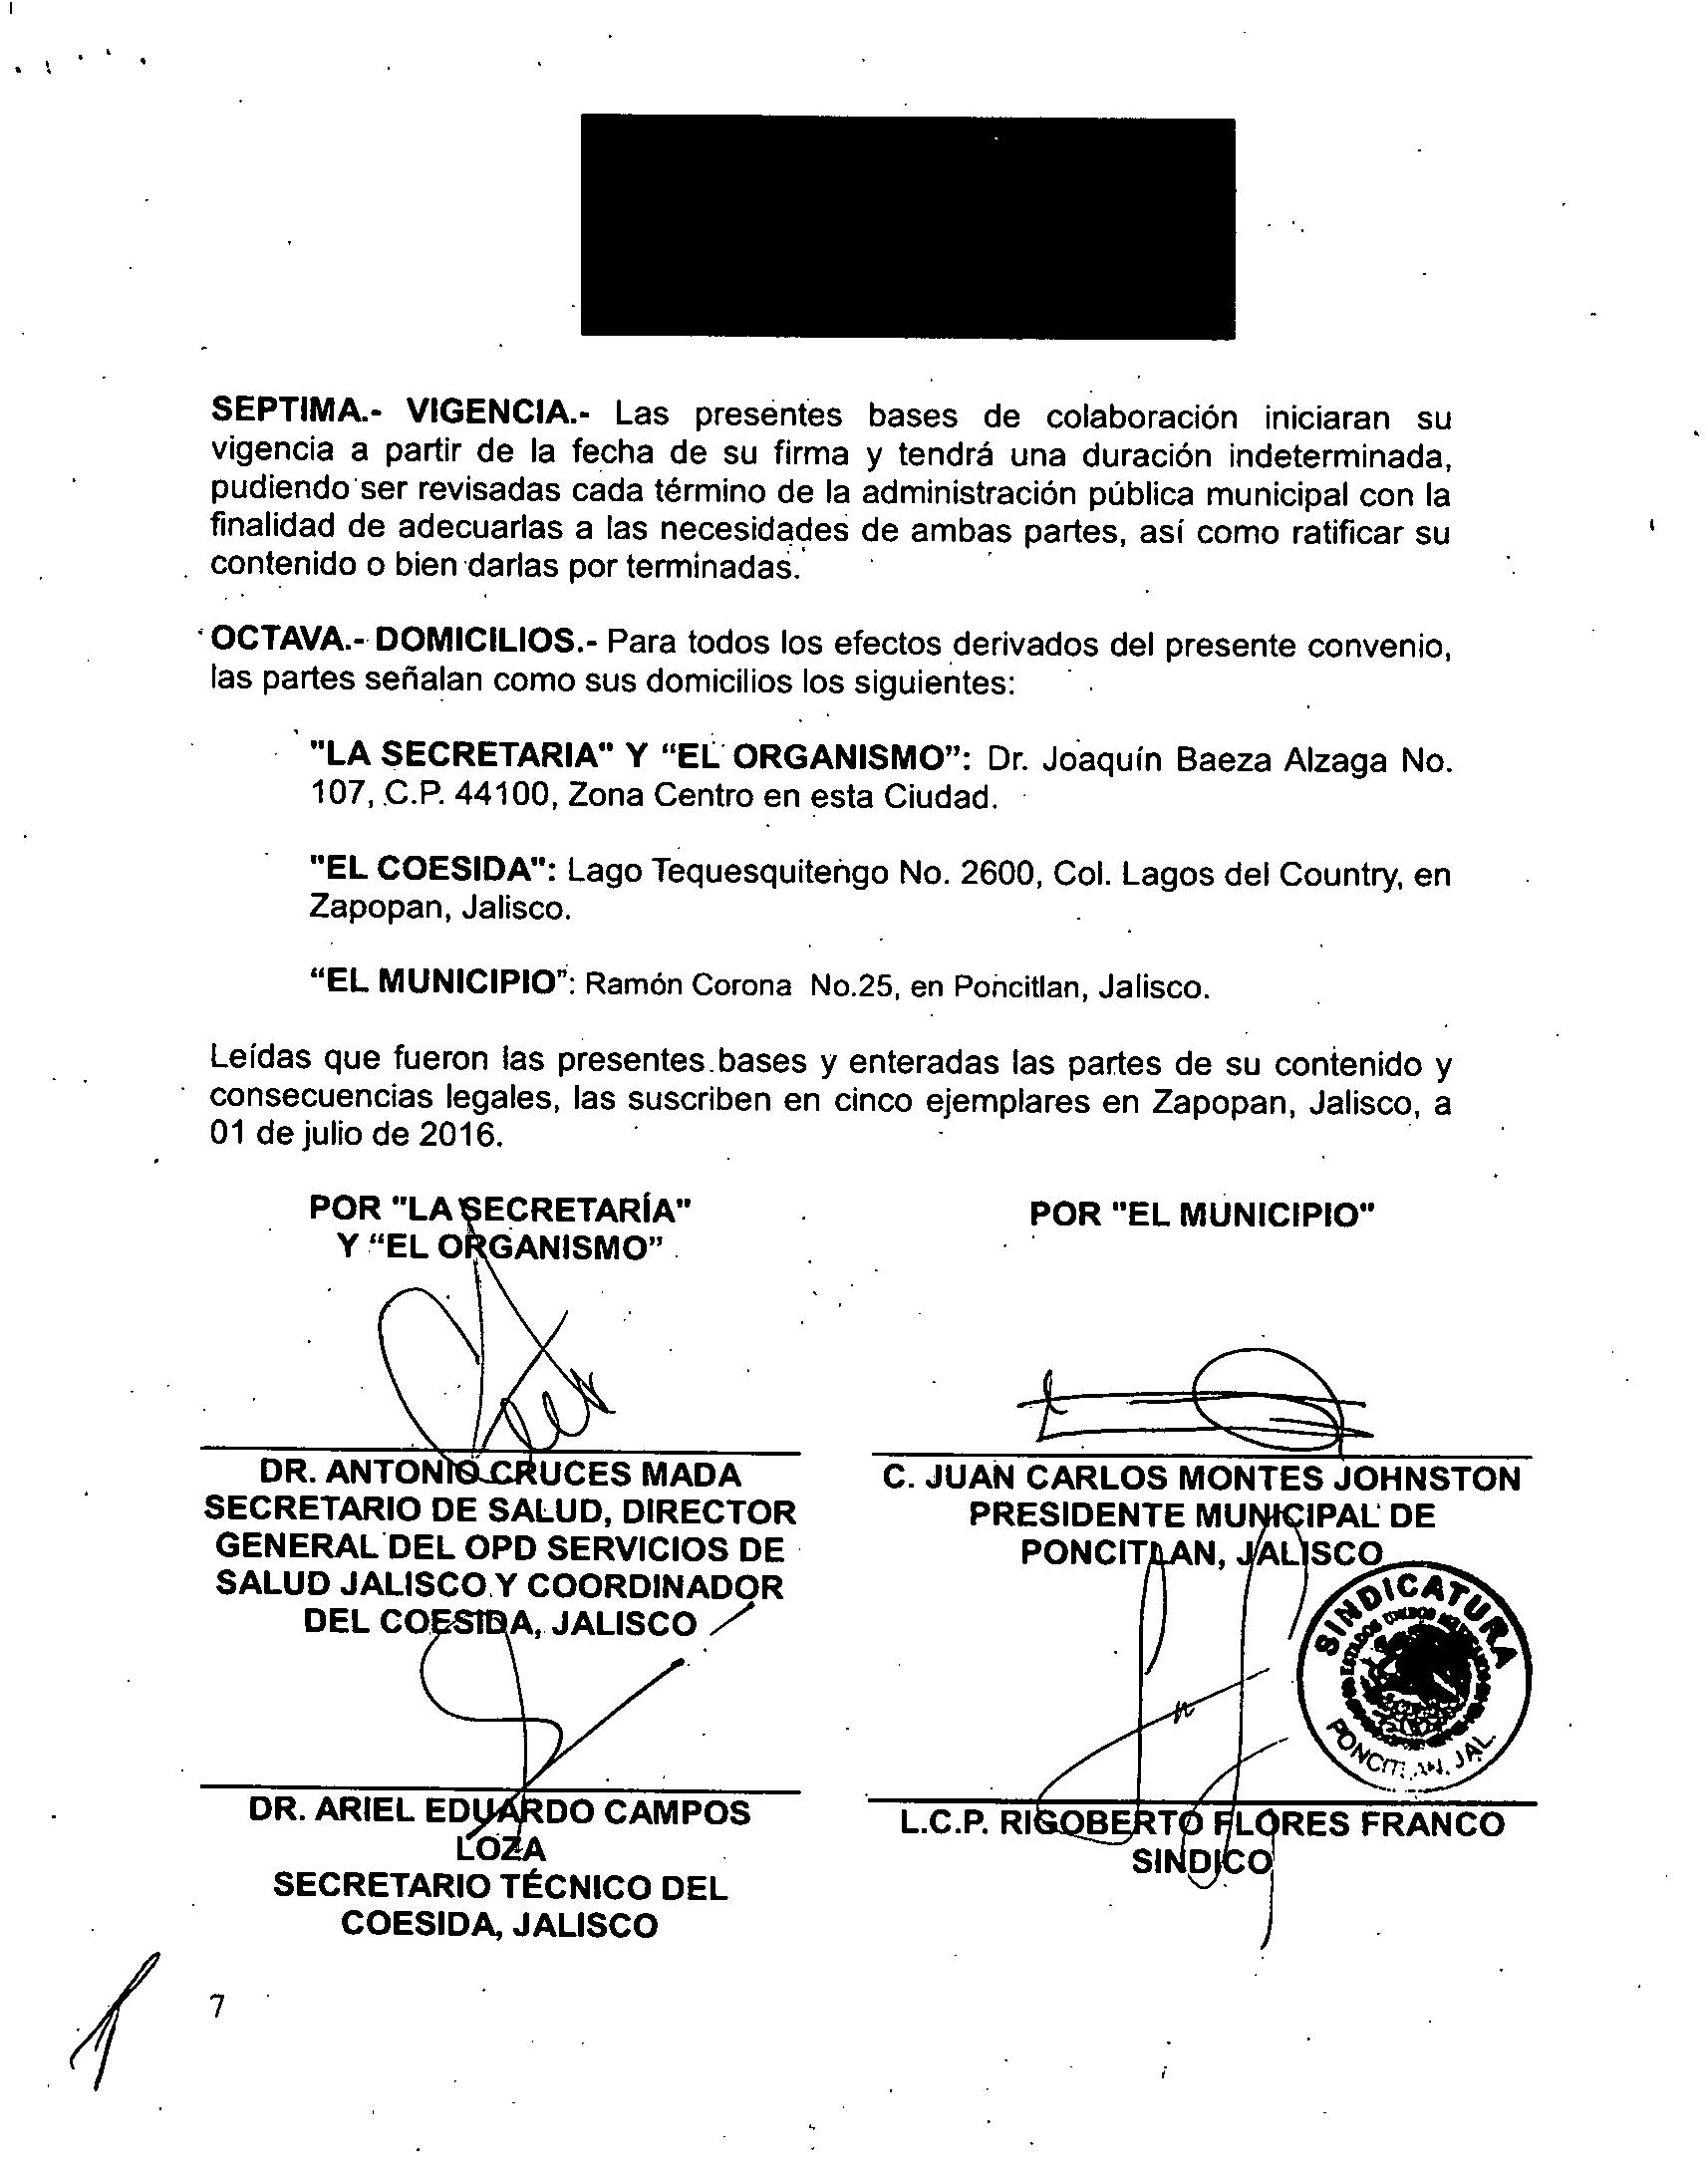 SEPTIMA.- VIGENCIA.- Las presentes bases de colaboración iniciaran su
vigencia a partir de la fecha de su firma y tendrá una duración indeterminada,
pudiendo ser revisadas cada término de la administración pública municipal con la
finalidad de adecuarlas a las necesidades de ambas partes, así como ratificar su
contenido o bien darlas por terminadas.
OCTAVA.- DOMICILIOS.- Para todos los efectos derivados del presente convenio,
las partes señalan como sus domicilios los siguientes:
"LA SECRETARIA" Y “EL ORGANISMO”: Dr. Joaquín Baeza Alzaga No.
107, C.P. 44100, Zona Centro en esta Ciudad.
"EL COESIDA": Lago Tequesquitengo No. 2600, Col. Lagos del Country, en
Zapopan, Jalisco.
“EL MUNICIPIO”: Ramón Corona No.25, en Poncitlan, Jalisco.
Leídas que fueron las presentes bases y enteradas las partes de su contenido y
consecuencias legales, las suscriben en cinco ejemplares en Zapopan, Jalisco, a
01 de julio de 2016.
POR "LA SECRETARÍA"
Y “EL ORGANISMO”
DR. ANTONIO CRUCES MADA
SECRETARIO DE SALUD, DIRECTOR
GENERAL DEL OPD SERVICIOS DE
SALUD JALISCO Y COORDINADOR
DEL COESIDA, JALISCO
POR "EL MUNICIPIO"
C. JUAN CARLOS MONTES JOHNSTON
PRESIDENTE MUNICIPAL DE
PONCITLAN, JALISCO
SINDICATURA
ESTADOS UNIDOS MEXICANOS
PONCITLAN, JAL.
DR. ARIEL EDUARDO CAMPOS
LOZA
SECRETARIO TÉCNICO DEL
COESIDA, JALISCO
L.C.P. RIGOBERTO FLORES FRANCO
SINDICO
7